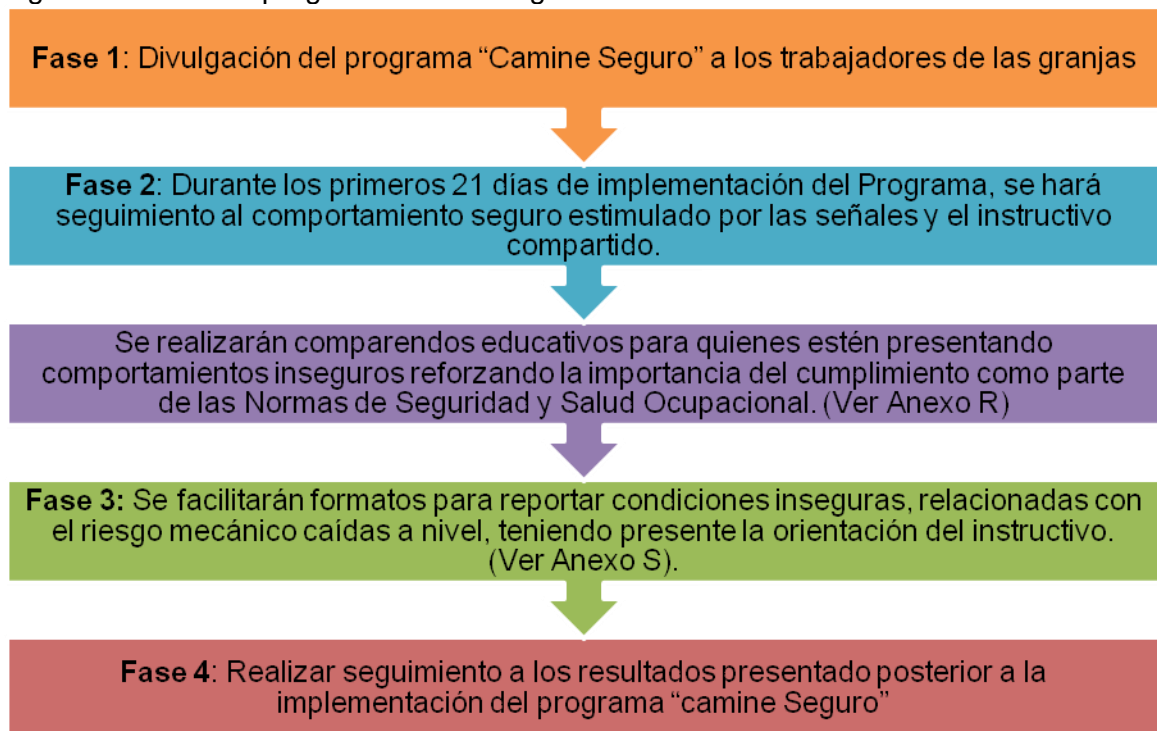 Fase 1: Divulgación del programa “Camine Seguro” a los trabajadores de las granjas
Fase 2: Durante los primeros 21 días de implementación del Programa, se hará
seguimiento al comportamiento seguro estimulado por las señales y el instructivo
compartido.
Se realizarán comparendos educativos para quienes estén presentando
comportamientos inseguros reforzando la importancia del cumplimiento como parte
de las Normas de Seguridad y Salud Ocupacional. (Ver Anexo R)
Fase 3: Se facilitarán formatos para reportar condiciones inseguras, relacionadas con
el riesgo mecánico caídas a nivel, teniendo presente la orientación del instructivo.
(Ver Anexo S).
Fase 4: Realizar seguimiento a los resultados presentado posterior a la
implementación del programa “camine Seguro”